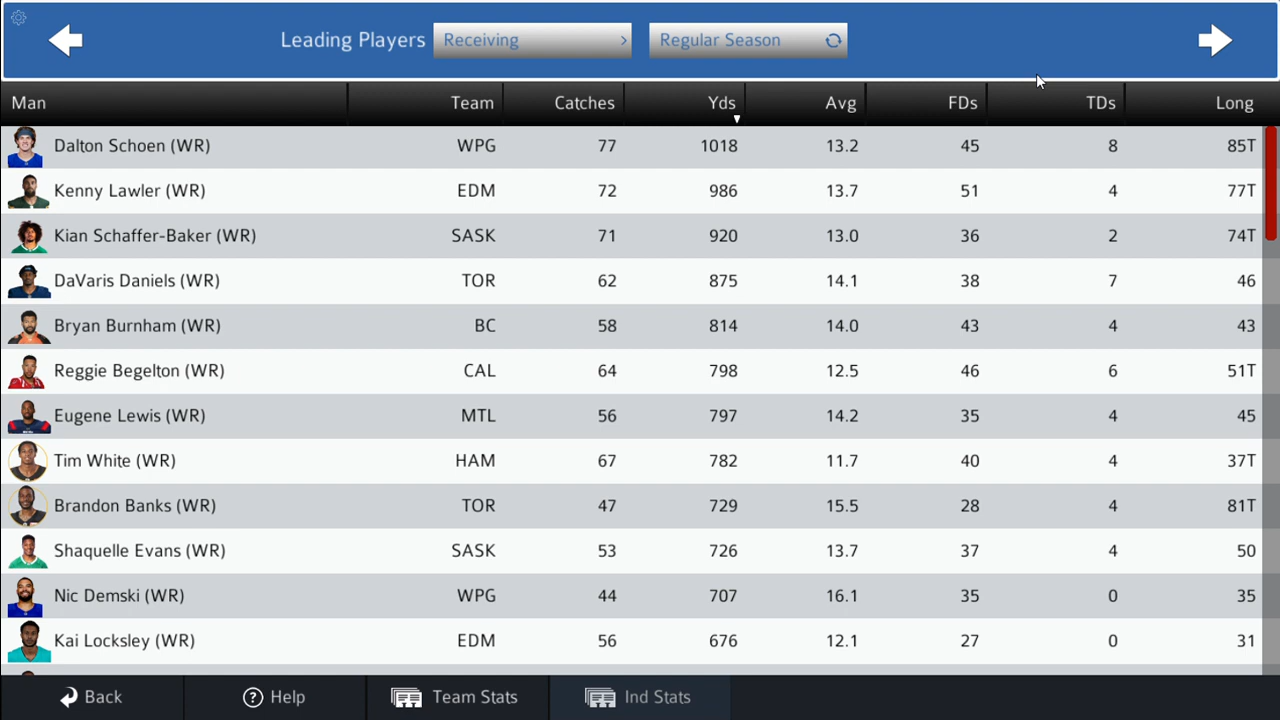 Leading Players Receiving > Regular Season
Man Team Catches Yds Avg FDs TDs Long
Dalton Schoen (WR) WPG 77 1018 13.2 45 8 85T
Kenny Lawler (WR) EDM 72 986 13.7 51 4 77T
Kian Schaffer-Baker (WR) SASK 71 920 13.0 36 2 74T
DaVaris Daniels (WR) TOR 62 875 14.1 38 7 46
Bryan Burnham (WR) BC 58 814 14.0 43 4 43
Reggie Begelton (WR) CAL 64 798 12.5 46 6 51T
Eugene Lewis (WR) MTL 56 797 14.2 35 4 45
Tim White (WR) HAM 67 782 11.7 40 4 37T
Brandon Banks (WR) TOR 47 729 15.5 28 4 81T
Shaquelle Evans (WR) SASK 53 726 13.7 37 4 50
Nic Demski (WR) WPG 44 707 16.1 35 0 35
Kai Locksley (WR) EDM 56 676 12.1 27 0 31
Back ? Help Team Stats Ind Stats